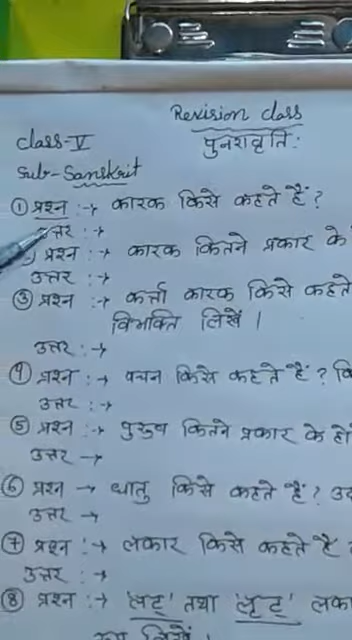 Revision class
class-V
पुनरावृति:
Sub-Sanskrit
① प्रश्न :→ कारक किसे कहते हैं ?
उत्तर :→
प्रश्न :→ कारक कितने प्रकार के
उत्तर :→
③ प्रश्न :→ कर्त्ता कारक किसे कहते
विभक्ति लिखें ।
उत्तर :→
④ प्रश्न :→ वचन किसे कहते हैं ?
उत्तर :→
⑤ प्रश्न :→ पुरुष कितने प्रकार के हो
उत्तर →
⑥ प्रश्न → धातु किसे कहते हैं ?
उत्तर →
⑦ प्रश्न :→ लकार किसे कहते हैं
उत्तर :→
⑧ प्रश्न :→ 'लट्' तथा 'लृट्' लका
लिखें ।